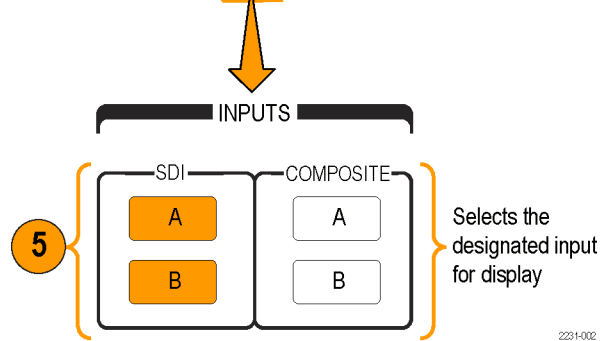 INPUTS
SDI
COMPOSITE
A
A
B
B
5
Selects the
designated input
for display
2231-002